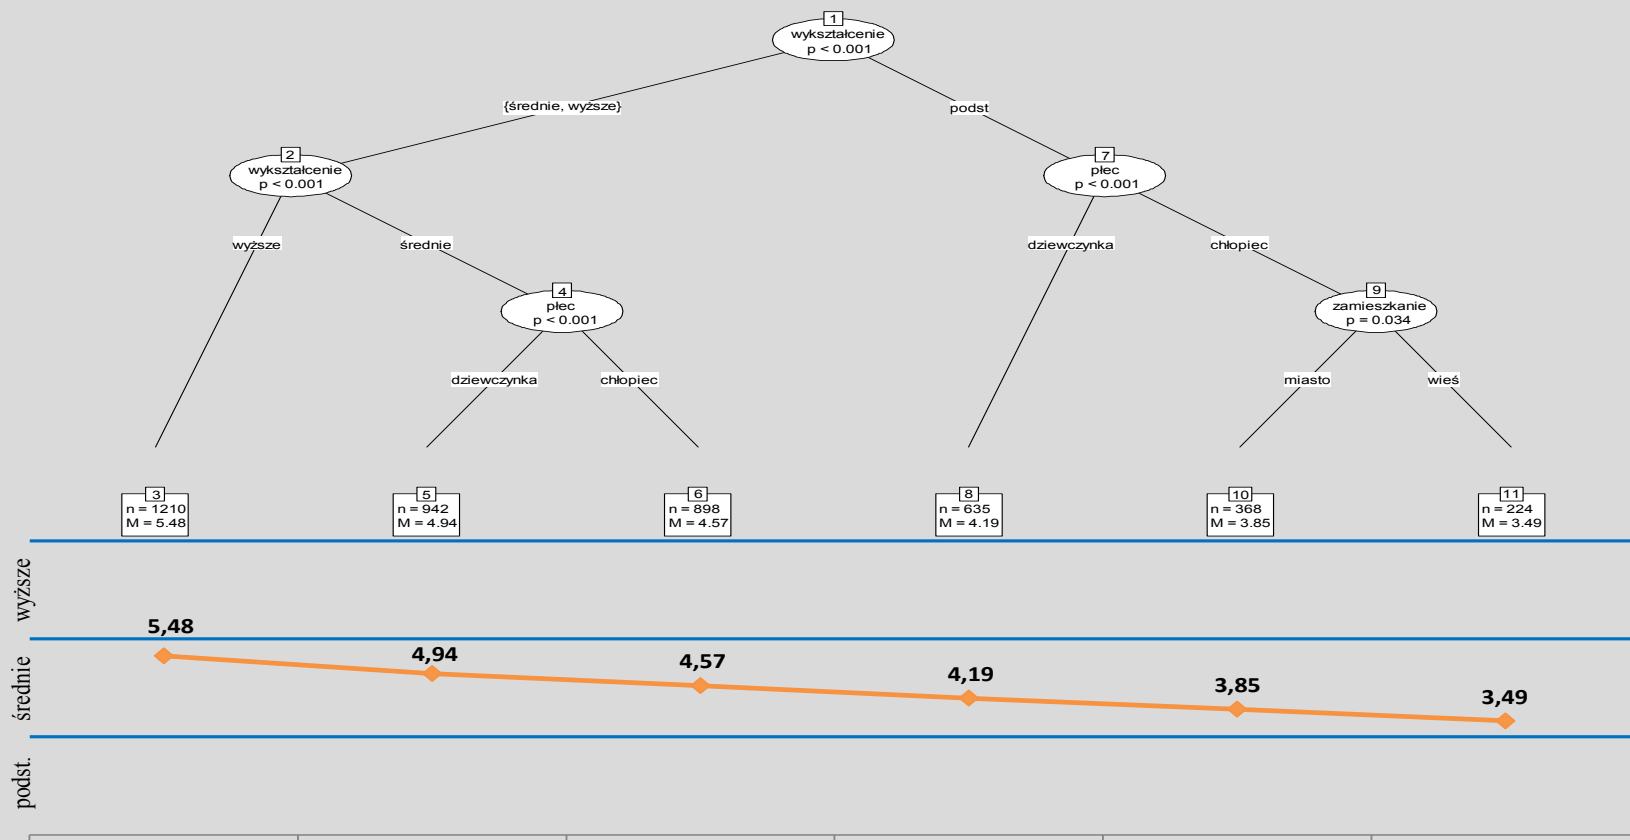 1
wykształcenie
p < 0.001
{średnie, wyższe}
podst
2
wykształcenie
p < 0.001
7
płec
p < 0.001
wyższe
średnie
dziewczynka
chłopiec
4
płec
p < 0.001
9
zamieszkanie
p = 0.034
dziewczynka
chłopiec
miasto
wieś
3
n = 1210
M = 5.48
5
n = 942
M = 4.94
6
n = 898
M = 4.57
8
n = 635
M = 4.19
10
n = 368
M = 3.85
11
n = 224
M = 3.49
wyższe
5,48
4,94
4,57
4,19
3,85
3,49
średnie
podst.